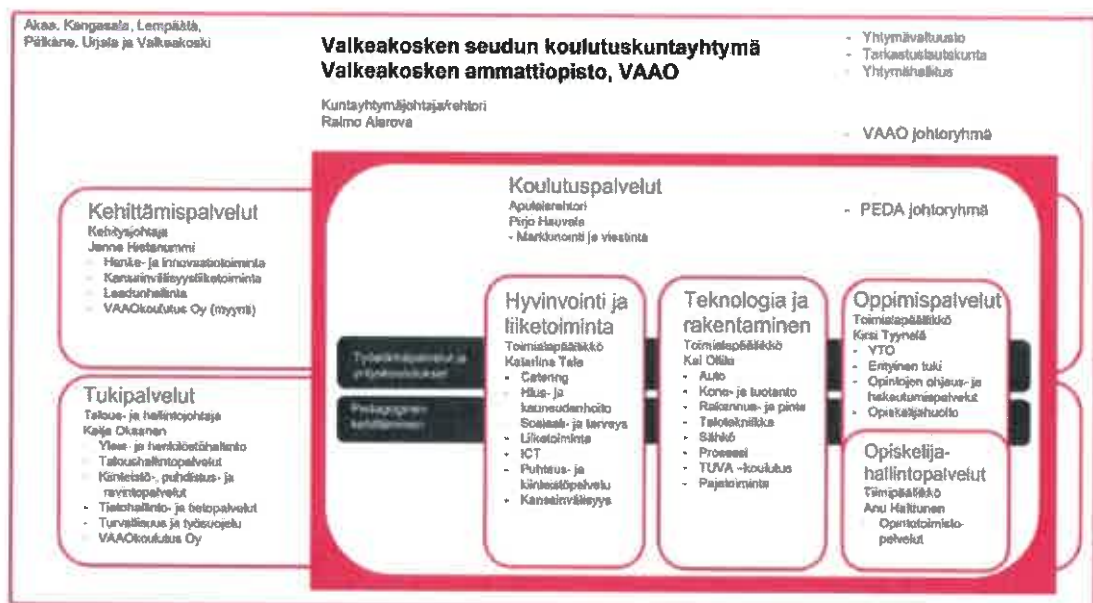 Akaa, Kangasala, Lempäälä,
Pälkäne, Urjala ja Valkeakoski
Valkeakosken seudun koulutuskuntayhtymä
Valkeakosken ammattiopisto, VAAO
Kuntayhtymäjohtaja/rehtori
Raimo Alarova
- Yhtymävaltuusto
- Tarkastuslautakunta
- Yhtymähallitus
- VAAO johtoryhmä
Koulutuspalvelut
Apulaisrehtori
Pirjo Hauvala
- Markkinointi ja viestintä
- PEDA johtoryhmä
Kehittämispalvelut
Kehitysjohtaja
Janne Hietanummi
- Hanke- ja innovaatiotoiminta
- Kansainvälisyysliiketoiminta
- Laadunhallinta
- VAAOkoulutus Oy (myynti)
Tukipalvelut
Talous- ja hallintojohtaja
Keija Oksanen
- Yleis- ja henkilöstöhallinto
- Taloushallintopalvelut
- Kiinteistö-, puhdistus- ja
ravintopalvelut
- Tietohallinto- ja tietopalvelut
- Turvallisuus ja työsuojelu
- VAAOkoulutus Oy
Työelämäpalvelut ja
yrityskoulutukset
Pedagoginen
kehittäminen
Hyvinvointi ja
liiketoiminta
Toimialapäällikkö
Katariina Tale
- Catering
- Hius- ja
kauneudenhoito
Sosiaali- ja terveys
- Liiketoiminta
- ICT
- Puhtaus- ja
kiinteistöpalvelu
- Kansainvälisyys
Teknologia ja
rakentaminen
Toimialapäällikkö
Kai Ollila
- Auto
- Kone- ja tuotanto
- Rakennus- ja pinta
- Talotekniikka
- Sähkö
- Prosessi
- TUVA –koulutus
- Pajatoiminta
Oppimispalvelut
Toimialapäällikkö
Kirsi Tyynelä
- YTO
- Erityinen tuki
- Opintojen ohjaus- ja
hakeutumispalvelut
- Opiskelijahuolto
Opiskelija-
hallintopalvelut
Tiimipäällikkö
Anu Halttunen
Opintotoimisto-
palvelut